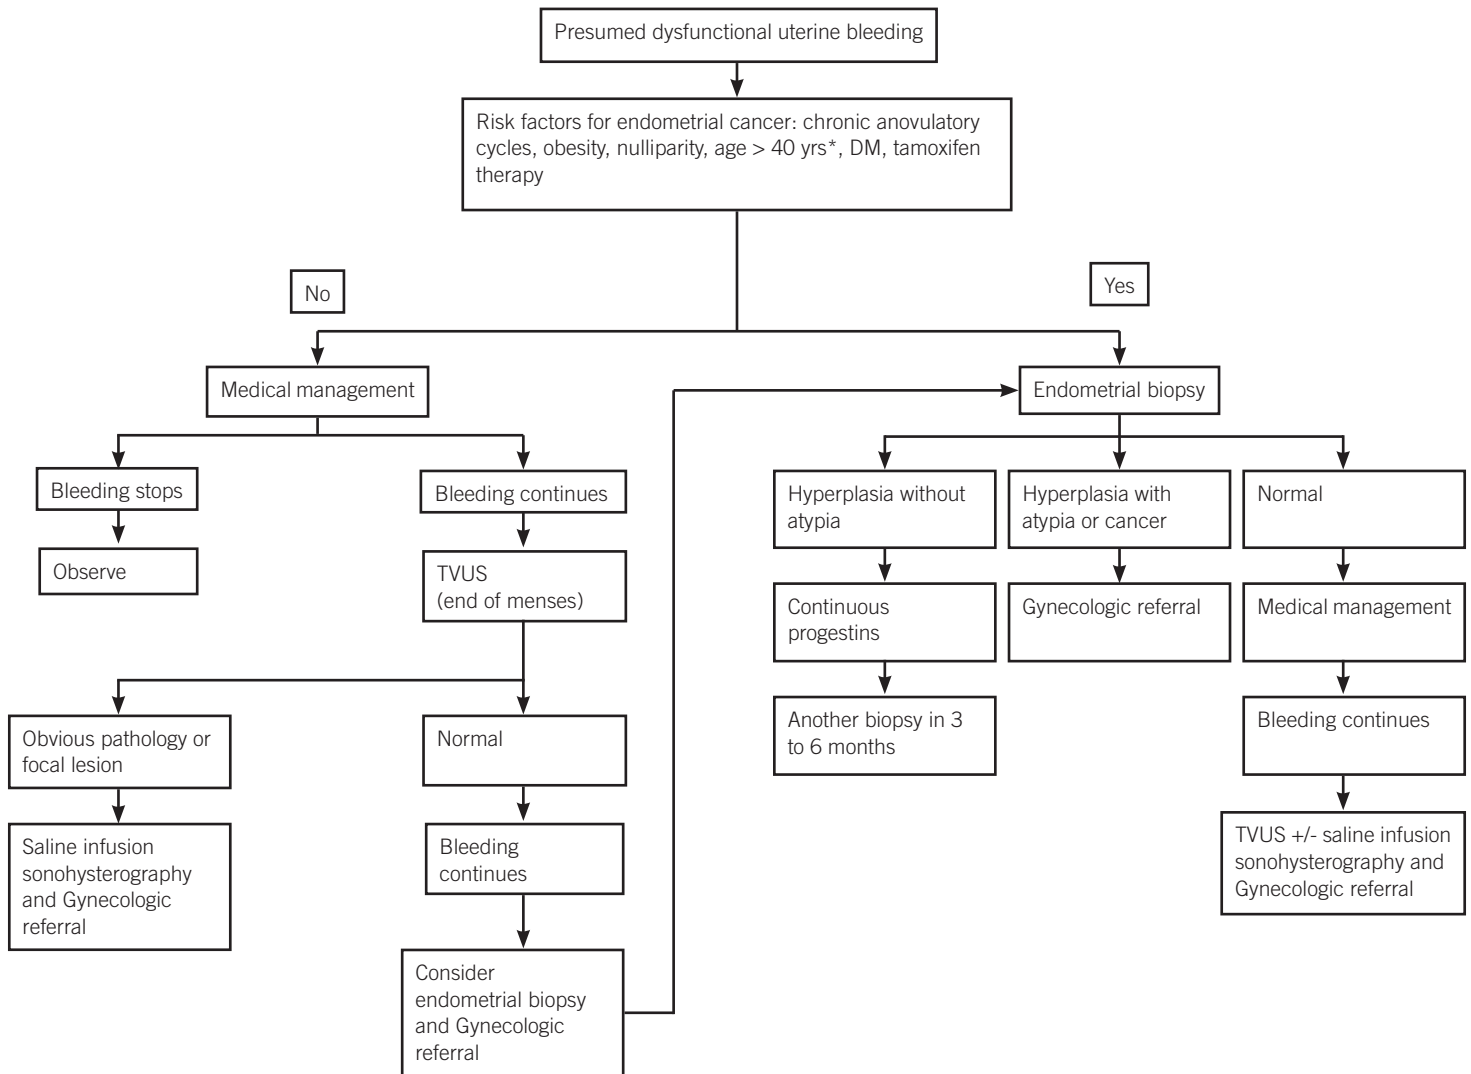 Presumed dysfunctional uterine bleeding
Risk factors for endometrial cancer: chronic anovulatory
cycles, obesity, nulliparity, age > 40 yrs*, DM, tamoxifen
therapy
No
Yes
Medical management
Endometrial biopsy
Bleeding stops
Bleeding continues
Hyperplasia without
atypia
Hyperplasia with
atypia or cancer
Normal
Observe
TVUS
(end of menses)
Continuous
progestins
Gynecologic referral
Medical management
Obvious pathology or
focal lesion
Normal
Another biopsy in 3
to 6 months
Bleeding continues
Saline infusion
sonohysterography
and Gynecologic
referral
Bleeding
continues
TVUS +/- saline infusion
sonohysterography and
Gynecologic referral
Consider
endometrial biopsy
and Gynecologic
referral